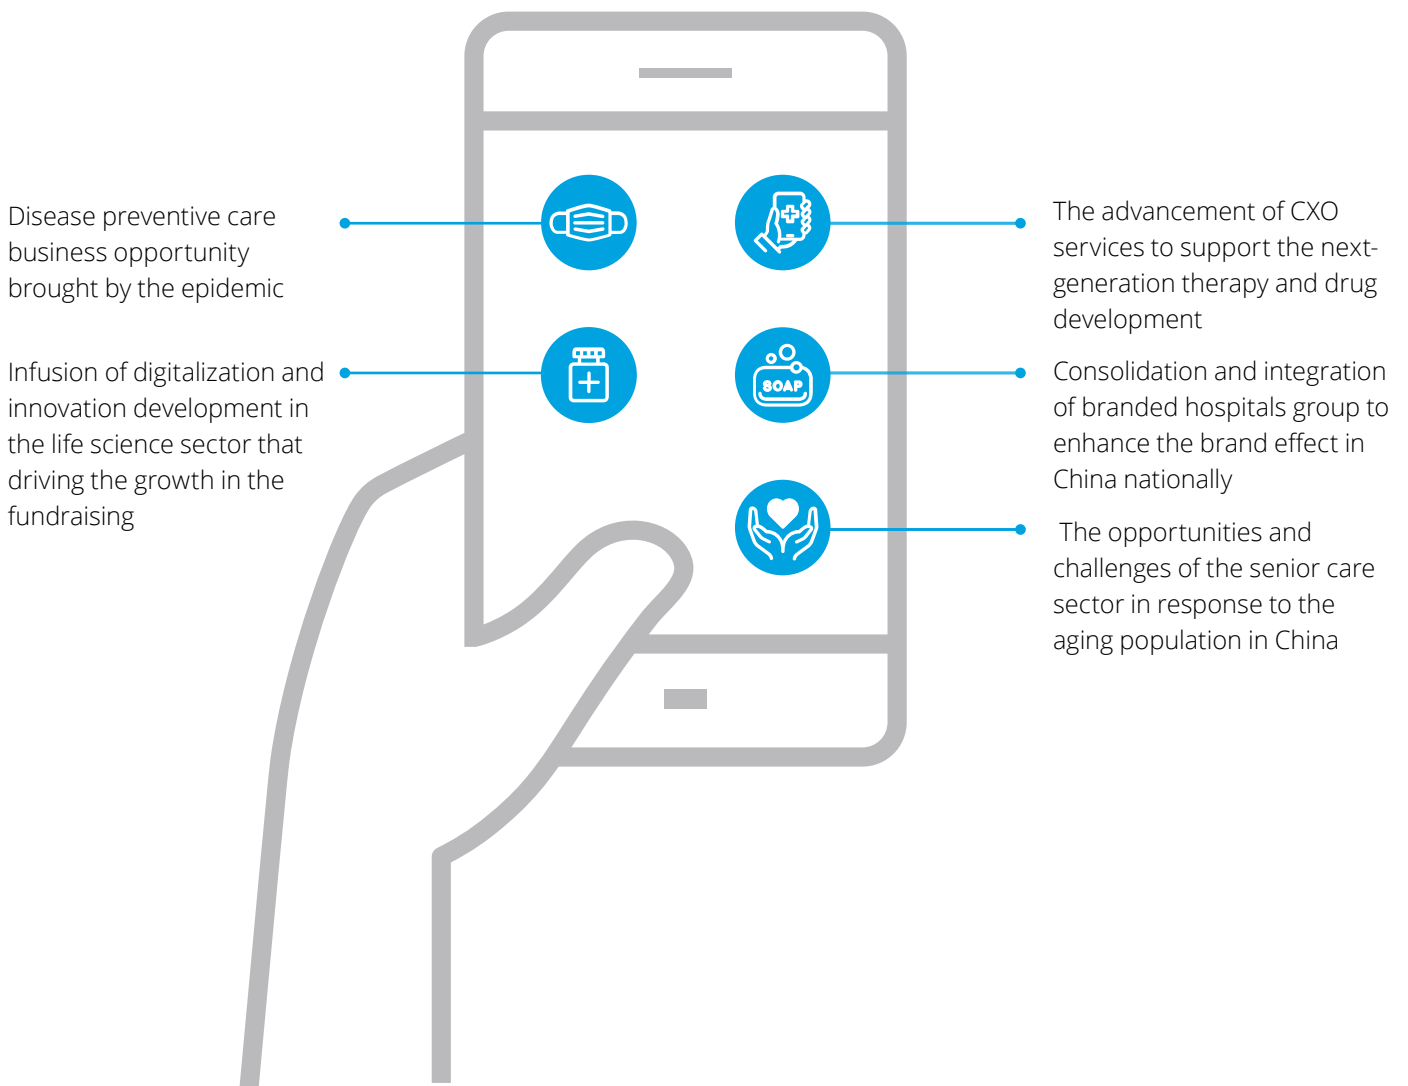 Disease preventive care
business opportunity
brought by the epidemic
Infusion of digitalization and
innovation development in
the life science sector that
driving the growth in the
fundraising
SOAP
The advancement of CXO
services to support the next-
generation therapy and drug
development
Consolidation and integration
of branded hospitals group to
enhance the brand effect in
China nationally
The opportunities and
challenges of the senior care
sector in response to the
aging population in China